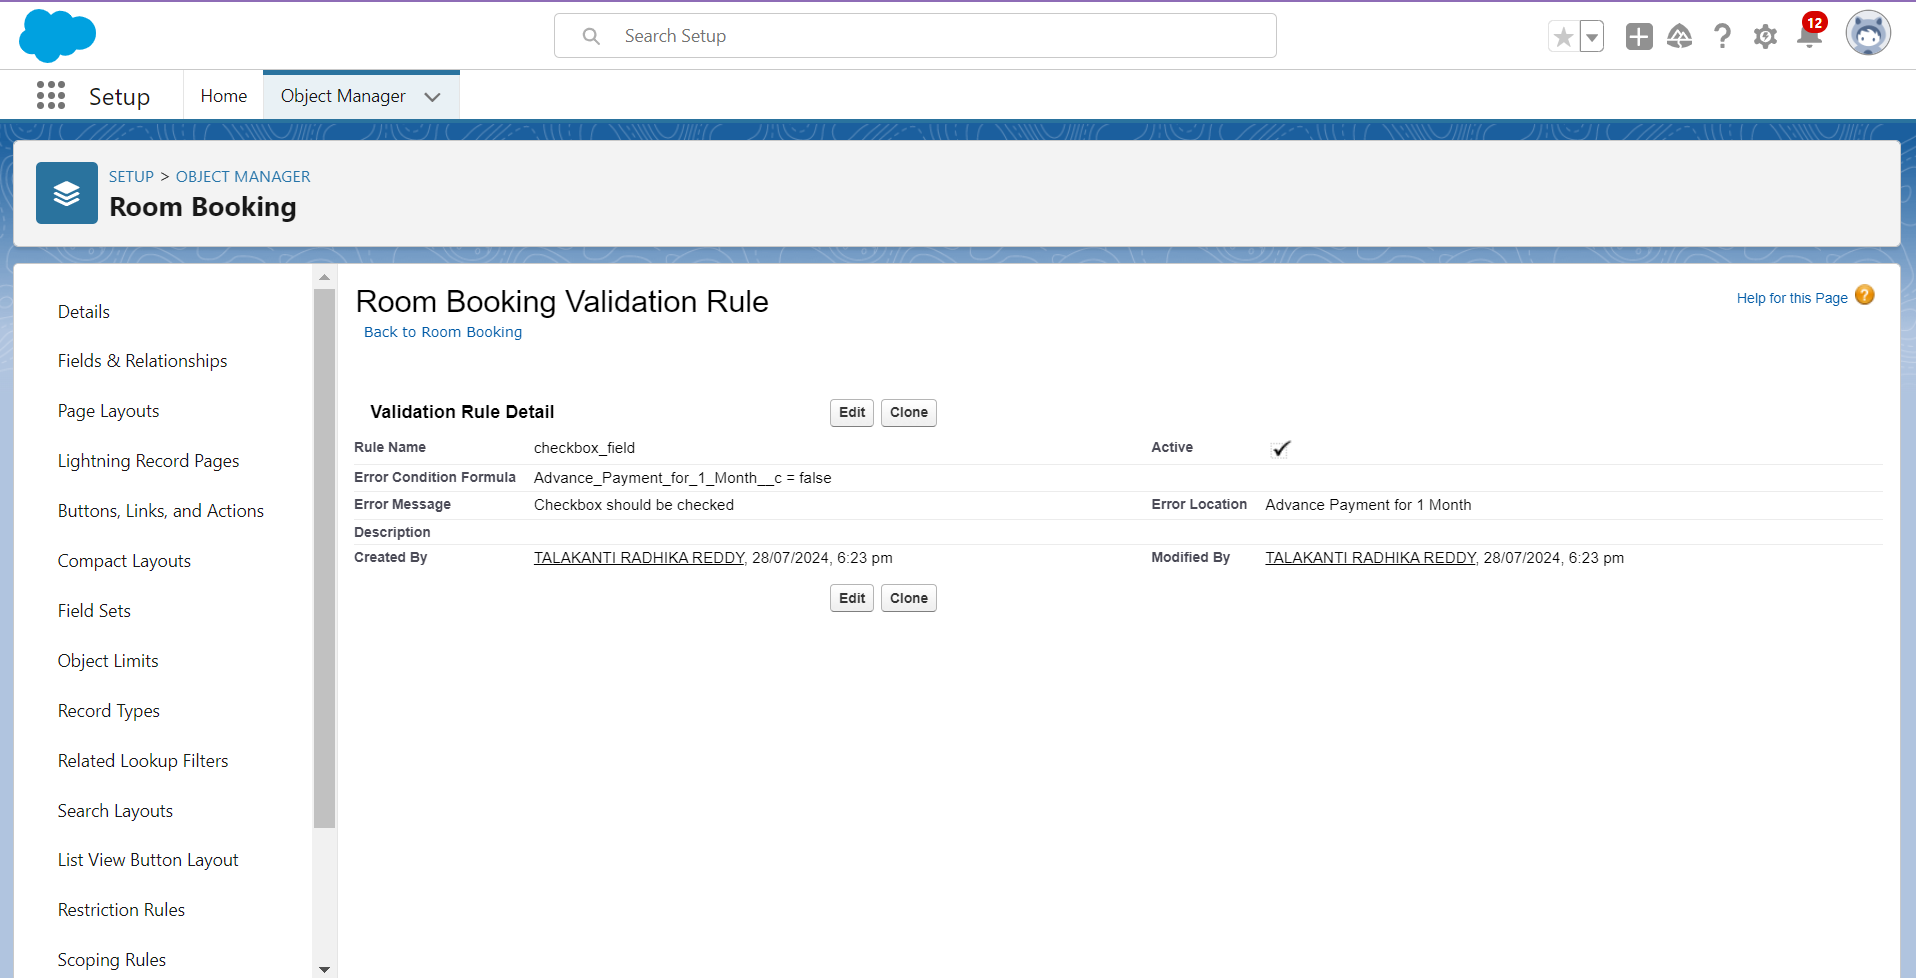 Search Setup
12
Setup
Home
Object Manager
SETUP > OBJECT MANAGER
Room Booking
Details
Fields & Relationships
Page Layouts
Lightning Record Pages
Buttons, Links, and Actions
Compact Layouts
Field Sets
Object Limits
Record Types
Related Lookup Filters
Search Layouts
List View Button Layout
Restriction Rules
Scoping Rules
Room Booking Validation Rule
Help for this Page ?
Back to Room Booking
Validation Rule Detail
Edit Clone
Rule Name checkbox_field Active
Error Condition Formula Advance_Payment_for_1_Month__c = false
Error Message Checkbox should be checked Error Location Advance Payment for 1 Month
Description
Created By TALAKANTI RADHIKA REDDY, 28/07/2024, 6:23 pm Modified By TALAKANTI RADHIKA REDDY, 28/07/2024, 6:23 pm
Edit Clone